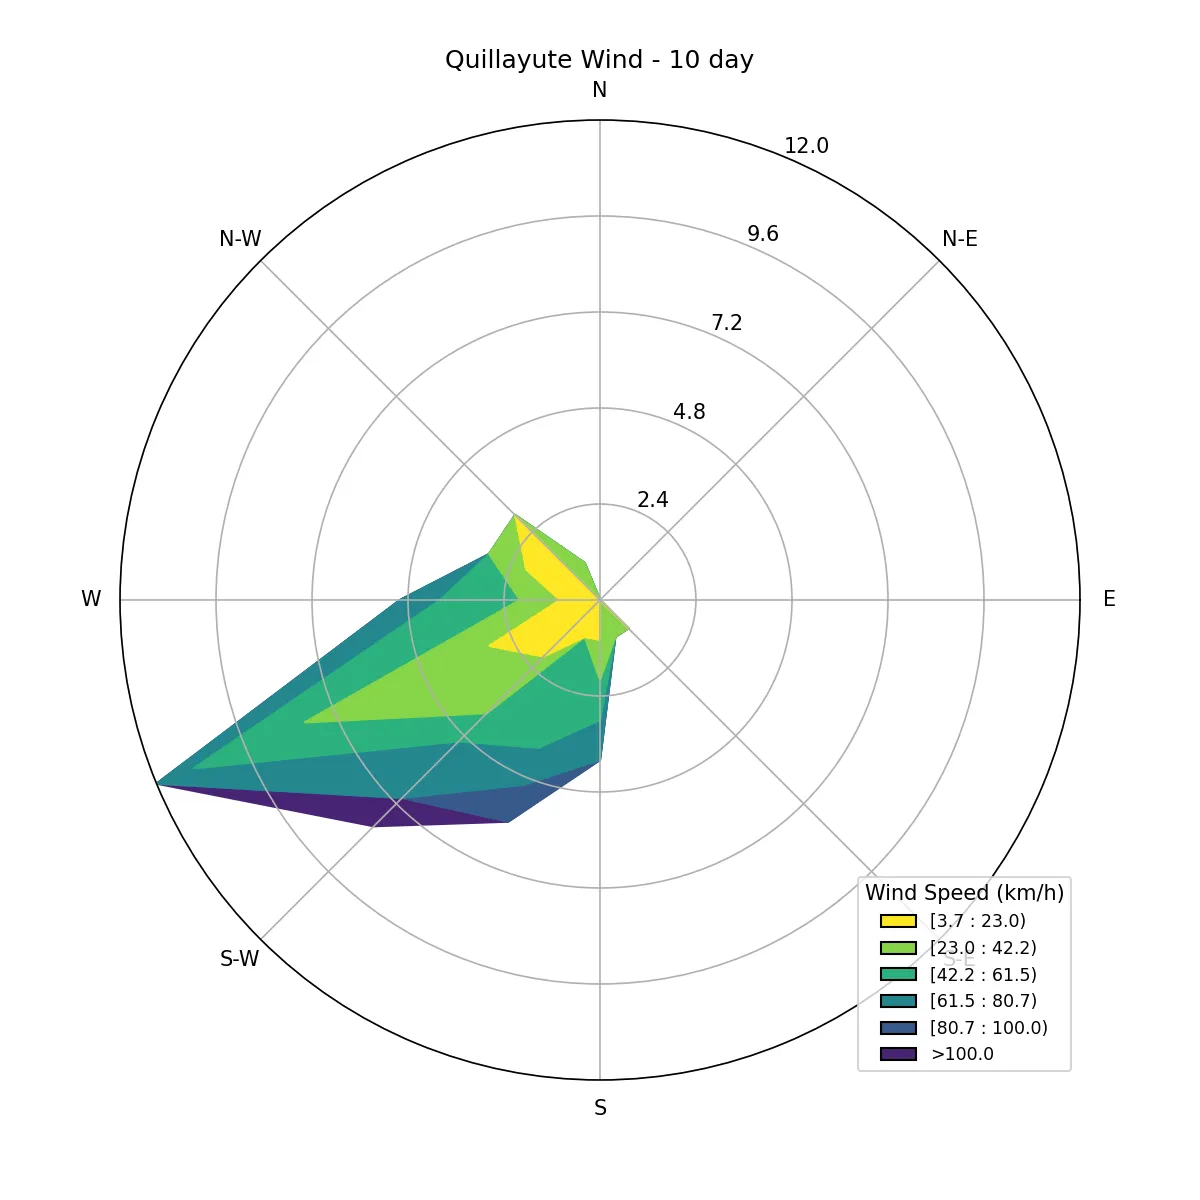 Quillayute Wind - 10 day
N
12.0
N-W
9.6
N-E
7.2
4.8
2.4
W
E
S-W
S-E
S
Wind Speed (km/h)
[3.7 : 23.0)
[23.0 : 42.2)
[42.2 : 61.5)
[61.5 : 80.7)
[80.7 : 100.0)
>100.0